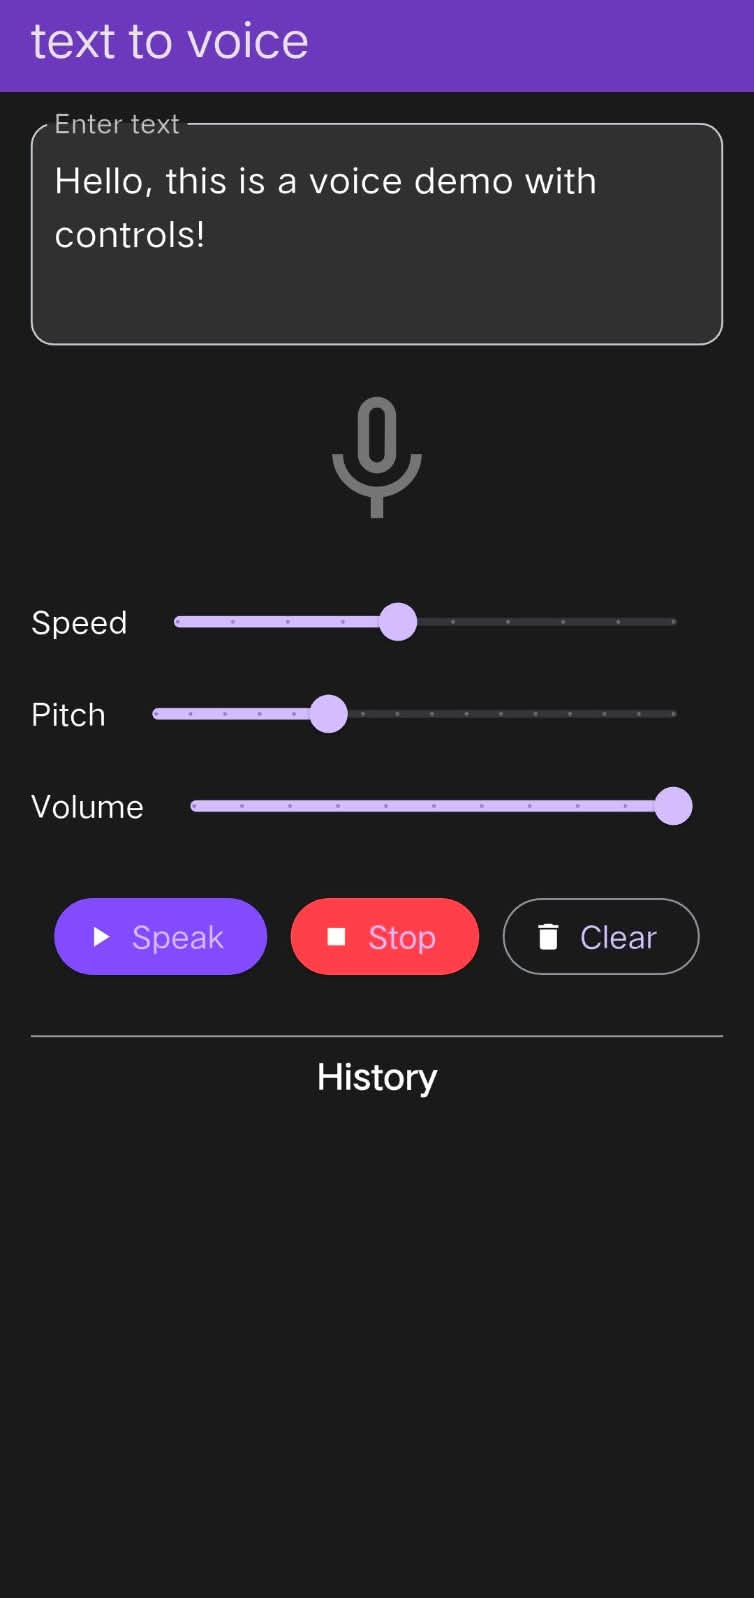 text to voice
Enter text
Hello, this is a voice demo with
controls!
Speed
Pitch
Volume
Speak
Stop
Clear
History